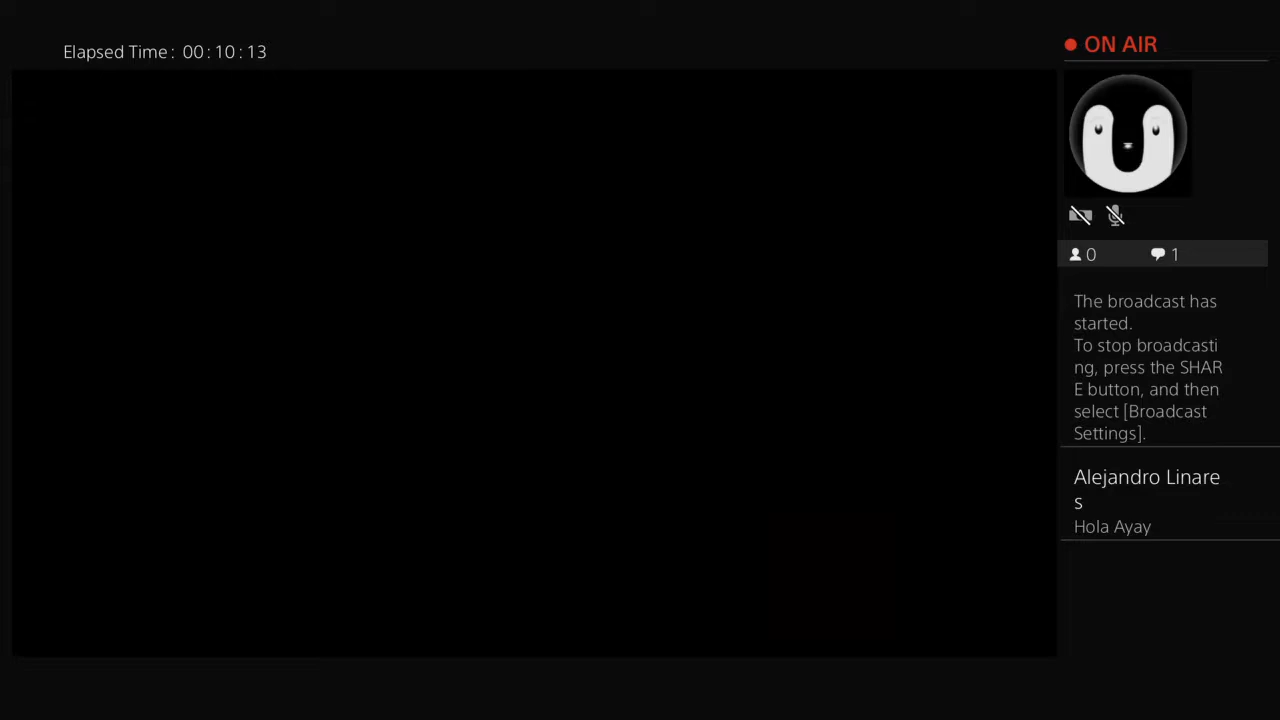 Elapsed Time: 00:10:13
ON AIR
0
1
The broadcast has
started.
To stop broadcasti
ng, press the SHAR
E button, and then
select [Broadcast
Settings].
Alejandro Linare
s
Hola Ayay